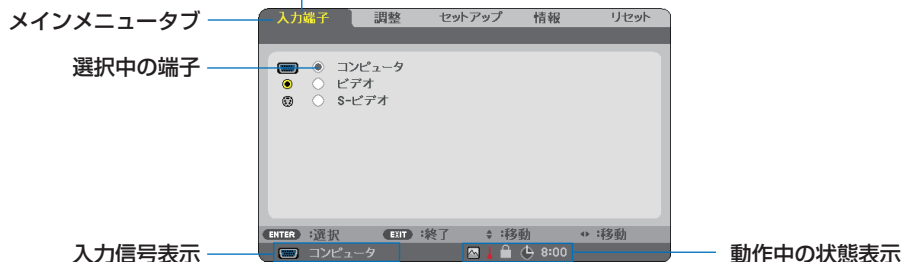 メインメニュータブ
入力端子 調整 セットアップ 情報 リセット
選択中の端子
コンピュータ
ビデオ
S-ビデオ
ENTER :選択 EXIT :終了 :移動 :移動
入力信号表示
コンピュータ 8:00
動作中の状態表示